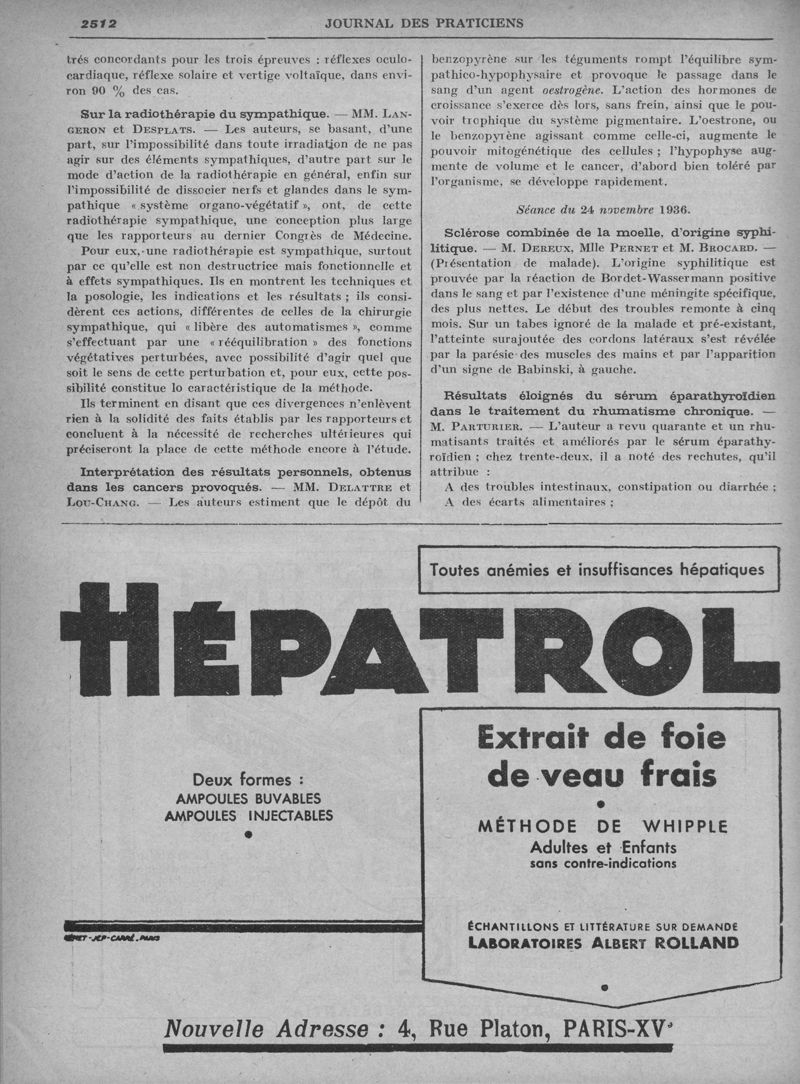 2512
JOURNAL DES PRATICIENS
trés concordants pour les trois épreuves : réflexes oculo-
cardiaque, réflexe solaire et vertige voltaïque, dans envi-
ron 90 % des cas.
Sur la radiothérapie du sympathique. — MM. LAN-
GERON et DESPLATS. — Les auteurs, se basant, d'une
part, sur l'impossibilité dans toute irradiation de ne pas
agir sur des éléments sympathiques, d'autre part sur le
mode d'action de la radiothérapie en général, enfin sur
l'impossibilité de dissocier nerfs et glandes dans le sym-
pathique « système organo-végétatif », ont, de cette
radiothérapie sympathique, une conception plus large
que les rapporteurs au dernier Congrès de Médecine.
Pour eux, une radiothérapie est sympathique, surtout
par ce qu'elle est non destructrice mais fonctionnelle et
à effets sympathiques. Ils en montrent les techniques et
la posologie, les indications et les résultats ; ils consi-
dèrent ces actions, différentes de celles de la chirurgie
sympathique, qui « libère des automatismes », comme
s'effectuant par une « rééquilibration » des fonctions
végétatives perturbées, avec possibilité d'agir quel que
soit le sens de cette perturbation et, pour eux, cette pos-
sibilité constitue lo caractéristique de la méthode.
Ils terminent en disant que ces divergences n'enlèvent
rien à la solidité des faits établis par les rapporteurs et
concluent à la nécessité de recherches ultérieures qui
préciseront la place de cette méthode encore à l'étude.
Interprétation des résultats personnels, obtenus
dans les cancers provoqués. — MM. DELATTRE et
LOU-CHANG. — Les auteurs estiment que le dépôt du
benzopyrène sur les téguments rompt l'équilibre sym-
pathico-hypophysaire et provoque le passage dans le
sang d'un agent oestrogène. L'action des hormones de
croissance s'exerce dès lors, sans frein, ainsi que le pou-
voir trophique du système pigmentaire. L'oestrone, ou
le benzopyrène agissant comme celle-ci, augmente le
pouvoir mitogénétique des cellules ; l'hypophyse aug-
mente de volume et le cancer, d'abord bien toléré par
l'organisme, se développe rapidement.
Séance du 24 novembre 1936.
Sclérose combinée de la moelle, d'origine syphi-
litique. — M. DEREUX, Mlle PERNET et M. BROCARD. —
(Présentation de malade). L'origine syphilitique est
prouvée par la réaction de Bordet-Wassermann positive
dans le sang et par l'existence d'une méningite spécifique,
des plus nettes. Le début des troubles remonte à cinq
mois. Sur un tabes ignoré de la malade et pré-existant,
l'atteinte surajoutée des cordons latéraux s'est révélée
par la parésie des muscles des mains et par l'apparition
d'un signe de Babinski, à gauche.
Résultats éloignés du sérum éparathyroïdien
dans le traitement du rhumatisme chronique. —
M. PARTURIER. — L'auteur a revu quarante et un rhu-
matisants traités et améliorés par le sérum éparathy-
roïdien ; chez trente-deux, il a noté des rechutes, qu'il
attribue :
A des troubles intestinaux, constipation ou diarrhée ;
A des écarts alimentaires ;
Toutes anémies et insuffisances hépatiques
HÉPATROL
Deux formes :
AMPOULES BUVABLES
AMPOULES INJECTABLES
Extrait de foie
de veau frais
MÉTHODE DE WHIPPLE
Adultes et Enfants
sans contre-indications
ÉCHANTILLONS ET LITTÉRATURE SUR DEMANDE
LABORATOIRES ALBERT ROLLAND
Nouvelle Adresse : 4, Rue Platon, PARIS-XVe